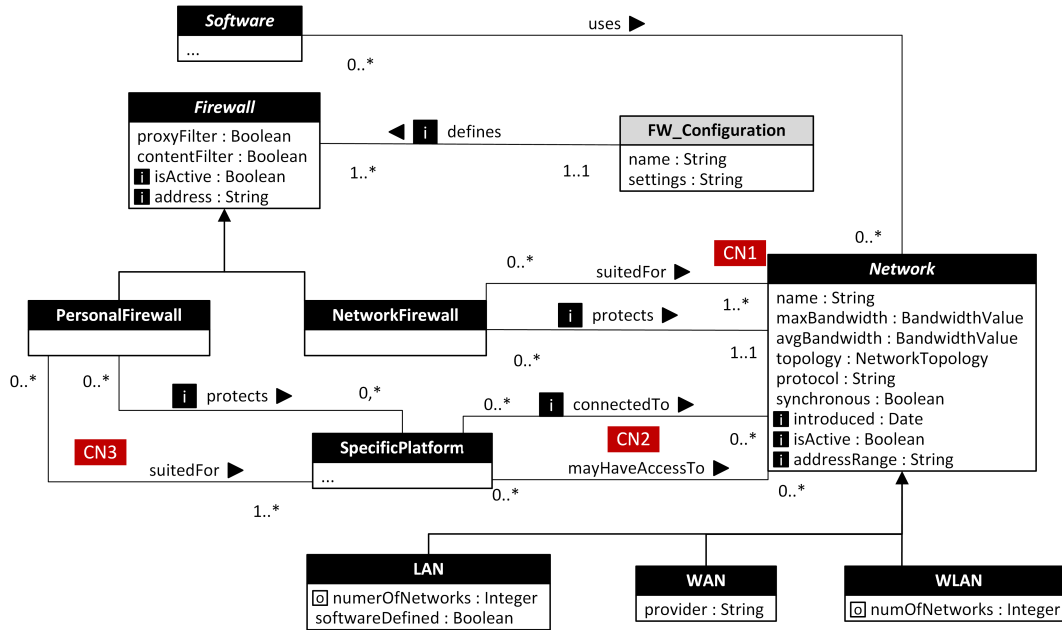 Software
...
uses
0..*
Firewall
proxyFilter : Boolean
contentFilter : Boolean
i isActive : Boolean
i address : String
i defines
1..*
1..1
FW_Configuration
name : String
settings : String
0..*
CN1
0..*
suitedFor
1..*
Network
name : String
maxBandwidth : BandwidthValue
avgBandwidth : BandwidthValue
topology : NetworkTopology
protocol : String
synchronous : Boolean
i introduced : Date
i isActive : Boolean
i addressRange : String
PersonalFirewall
NetworkFirewall
i protects
0..*
1..1
0..*
0..*
i protects
0,*
0..*
i connectedTo
0..*
CN3
suitedFor
1..*
SpecificPlatform
...
CN2
mayHaveAccessTo
0..*
0..*
LAN
o numerOfNetworks : Integer
softwareDefined : Boolean
WAN
provider : String
WLAN
o numOfNetworks : Integer